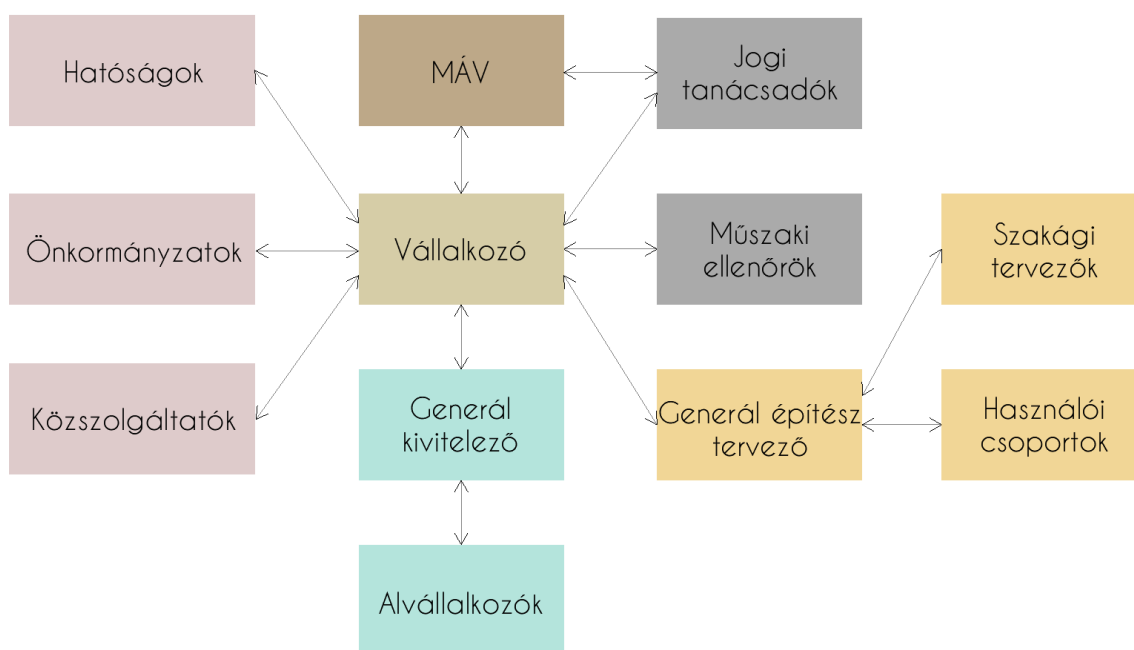 Hatóságok
MÁV
Jogi
tanácsadók
Önkormányzatok
Vállalkozó
Műszaki
ellenőrök
Szakági
tervezők
Közszolgáltatók
Generál
kivitelező
Generál építész
tervező
Használói
csoportok
Alvállalkozók